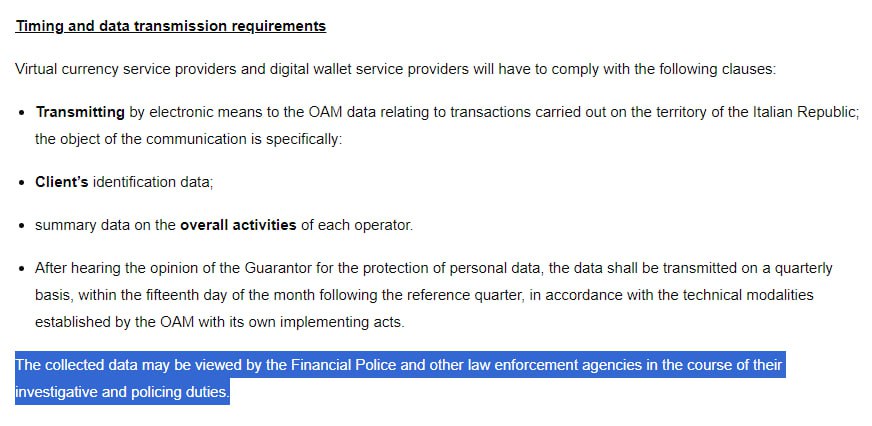 Timing and data transmission requirements
Virtual currency service providers and digital wallet service providers will have to comply with the following clauses:
• Transmitting by electronic means to the OAM data relating to transactions carried out on the territory of the Italian Republic;
the object of the communication is specifically:
• Client’s identification data;
• summary data on the overall activities of each operator.
• After hearing the opinion of the Guarantor for the protection of personal data, the data shall be transmitted on a quarterly
basis, within the fifteenth day of the month following the reference quarter, in accordance with the technical modalities
established by the OAM with its own implementing acts.
The collected data may be viewed by the Financial Police and other law enforcement agencies in the course of their
investigative and policing duties.